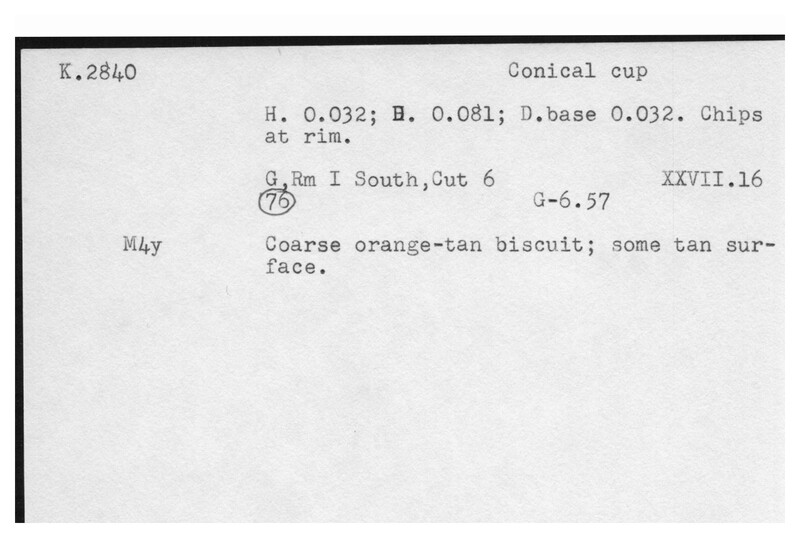 K.2840 Conical cup
H. 0.032; D. 0.081; D.base 0.032. Chips
at rim.
G,Rm I South,Cut 6 XXVII.16
76 G-6.57
M4y Coarse orange-tan biscuit; some tan sur-
face.